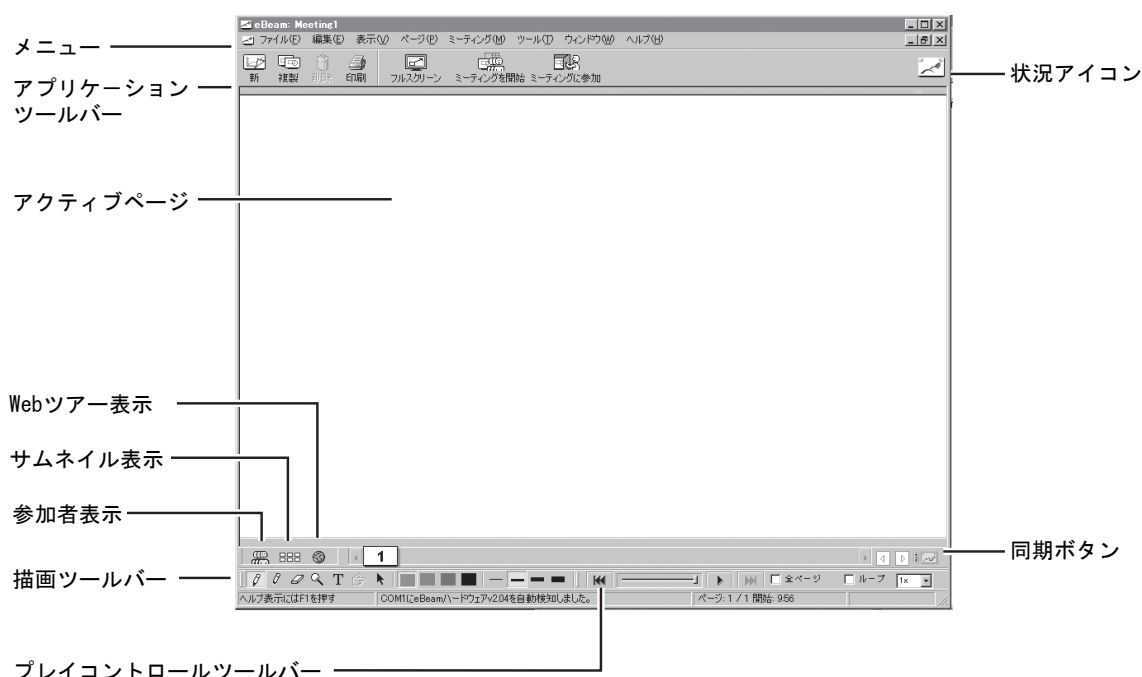 eBeam: Meeting1
メニュー
ファイル(F) 編集(E) 表示(V) ページ(P) ミーティング(M) ツール(T) ウィンドウ(W) ヘルプ(H)
新 複製 削除 印刷 フルスクリーン ミーティングを開始 ミーティングに参加
状況アイコン
アプリケーション
ツールバー
アクティブページ
Webツアー表示
サムネイル表示
参加者表示
1
同期ボタン
描画ツールバー
T 全ページ ループ 1x
ヘルプ表示にはF1を押す COM1にeBeamハードウェアv2.04を自動検知しました。 ページ: 1 / 1 開始: 9:56
プレイコントロールツールバー